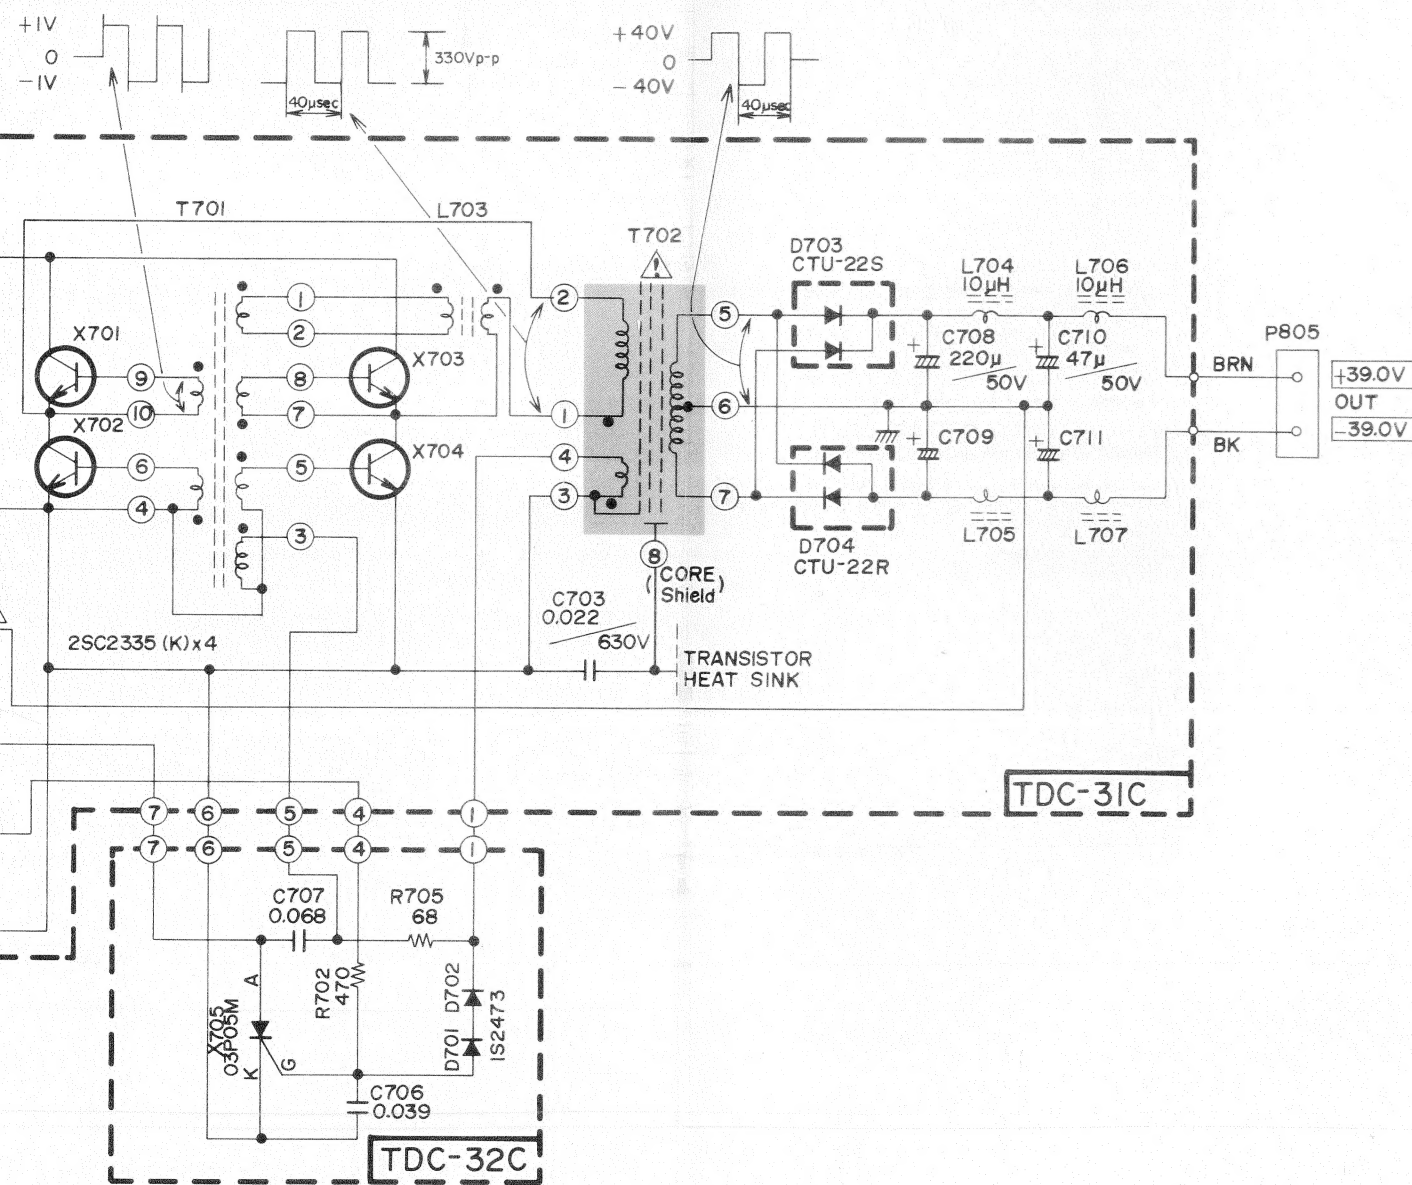 +1V
0
−1V
40μsec
330Vp-p
+40V
0
−40V
40μsec
T701
L703
T702
!
D703
CTU-22S
L704
10μH
L706
10μH
X701
X702
X703
X704
1
2
8
7
5
3
9
10
6
4
2
1
4
3
5
6
7
8
(CORE Shield)
+
C708
220μ
50V
+
C710
47μ
50V
+
C709
+
C711
P805
BRN
BK
+39.0V
OUT
−39.0V
D704
CTU-22R
L705
L707
C703
0.022
630V
2SC2335 (K)x4
TRANSISTOR
HEAT SINK
TDC-31C
7
6
5
4
1
7
6
5
4
1
C707
0.068
R705
68
R702
470
A
X705
03P05M
K
G
D701 D702
1S2473
C706
0.039
TDC-32C